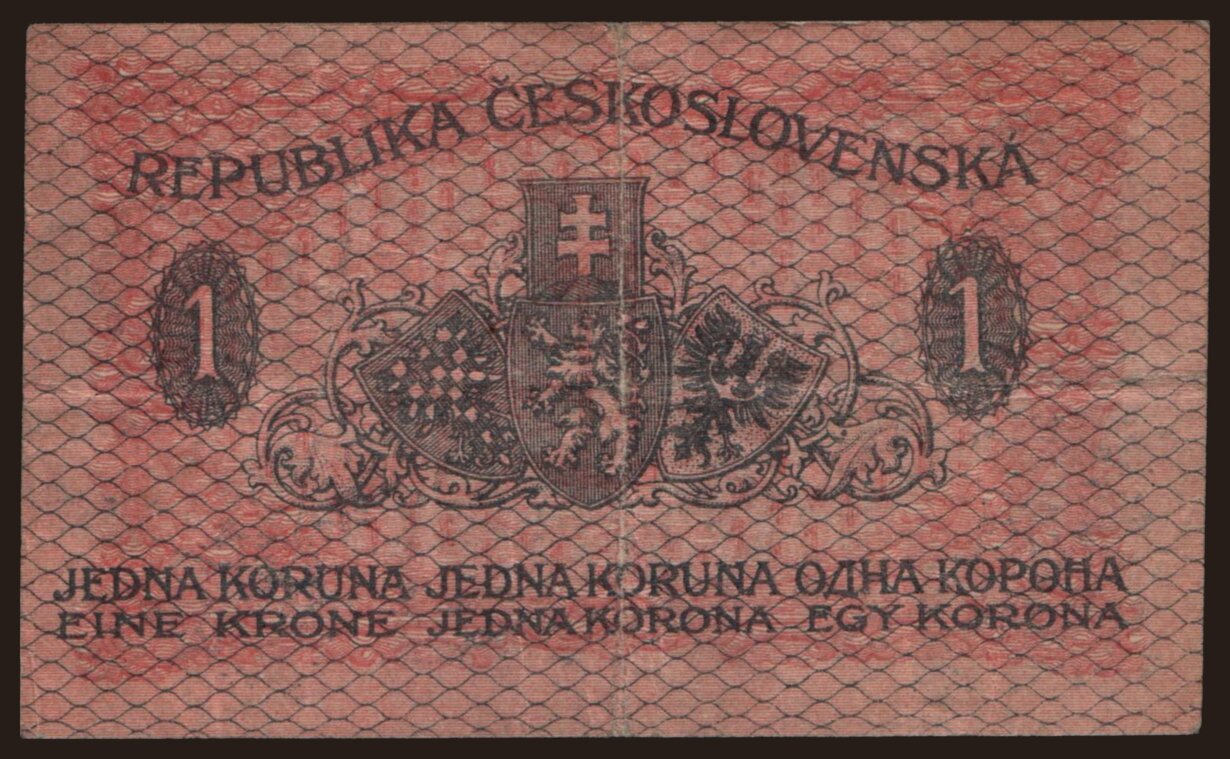 REPUBLIKA ČESKOSLOVENSKÁ
1 1
JEDNA KORUNA JEDNA KORUNA ОДНА КОРОНА
EINE KRONE JEDNA KORONA EGY KORONA